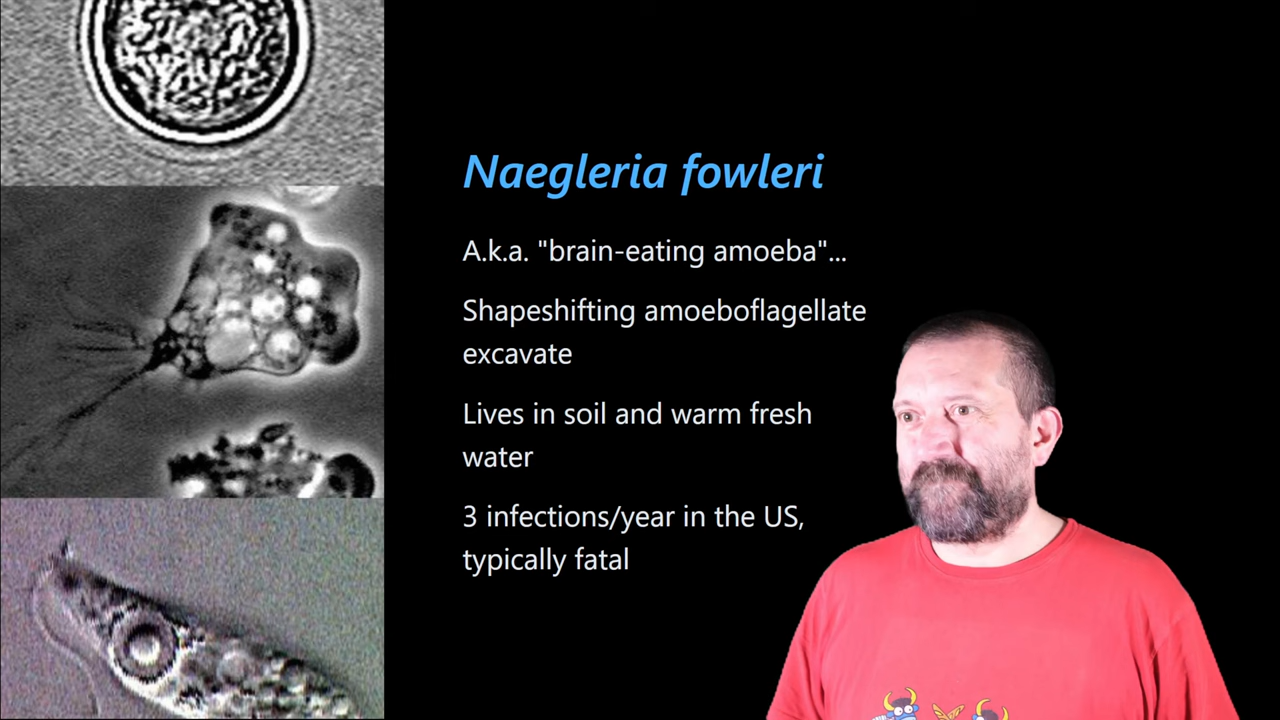 Naegleria fowleri
A.k.a. "brain-eating amoeba"...
Shapeshifting amoeboflagellate
excavate
Lives in soil and warm fresh
water
3 infections/year in the US,
typically fatal